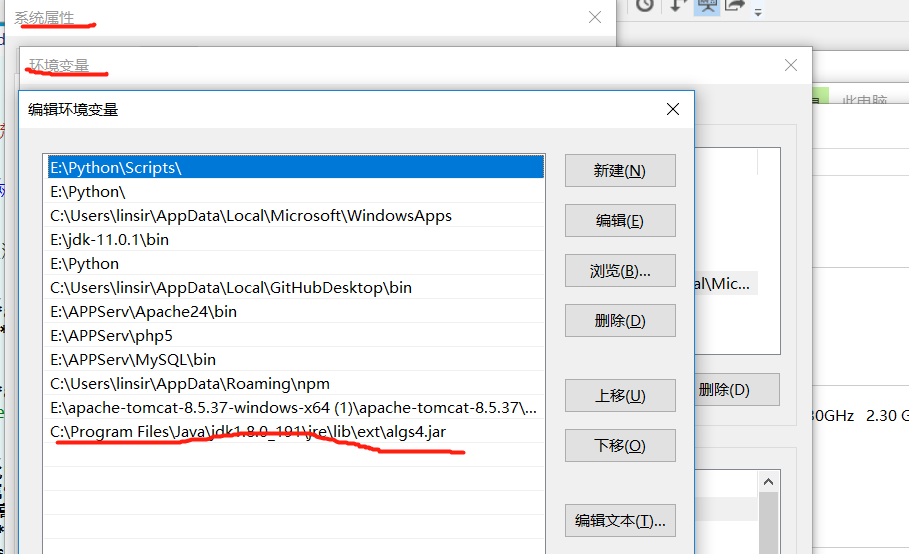 系统属性
环境变量
此电脑
编辑环境变量
E:\Python\Scripts\
新建(N)
E:\Python\
C:\Users\linsir\AppData\Local\Microsoft\WindowsApps
编辑(E)
E:\jdk-11.0.1\bin
E:\Python
浏览(B)...
C:\Users\linsir\AppData\Local\GitHubDesktop\bin
al\Mic...
E:\APPServ\Apache24\bin
删除(D)
E:\APPServ\php5
E:\APPServ\MySQL\bin
C:\Users\linsir\AppData\Roaming\npm
上移(U)
删除(D)
E:\apache-tomcat-8.5.37-windows-x64 (1)\apache-tomcat-8.5.37\...
30GHz 2.30 G
C:\Program Files\Java\jdk1.8.0_191\jre\lib\ext\algs4.jar
下移(O)
编辑文本(T)...